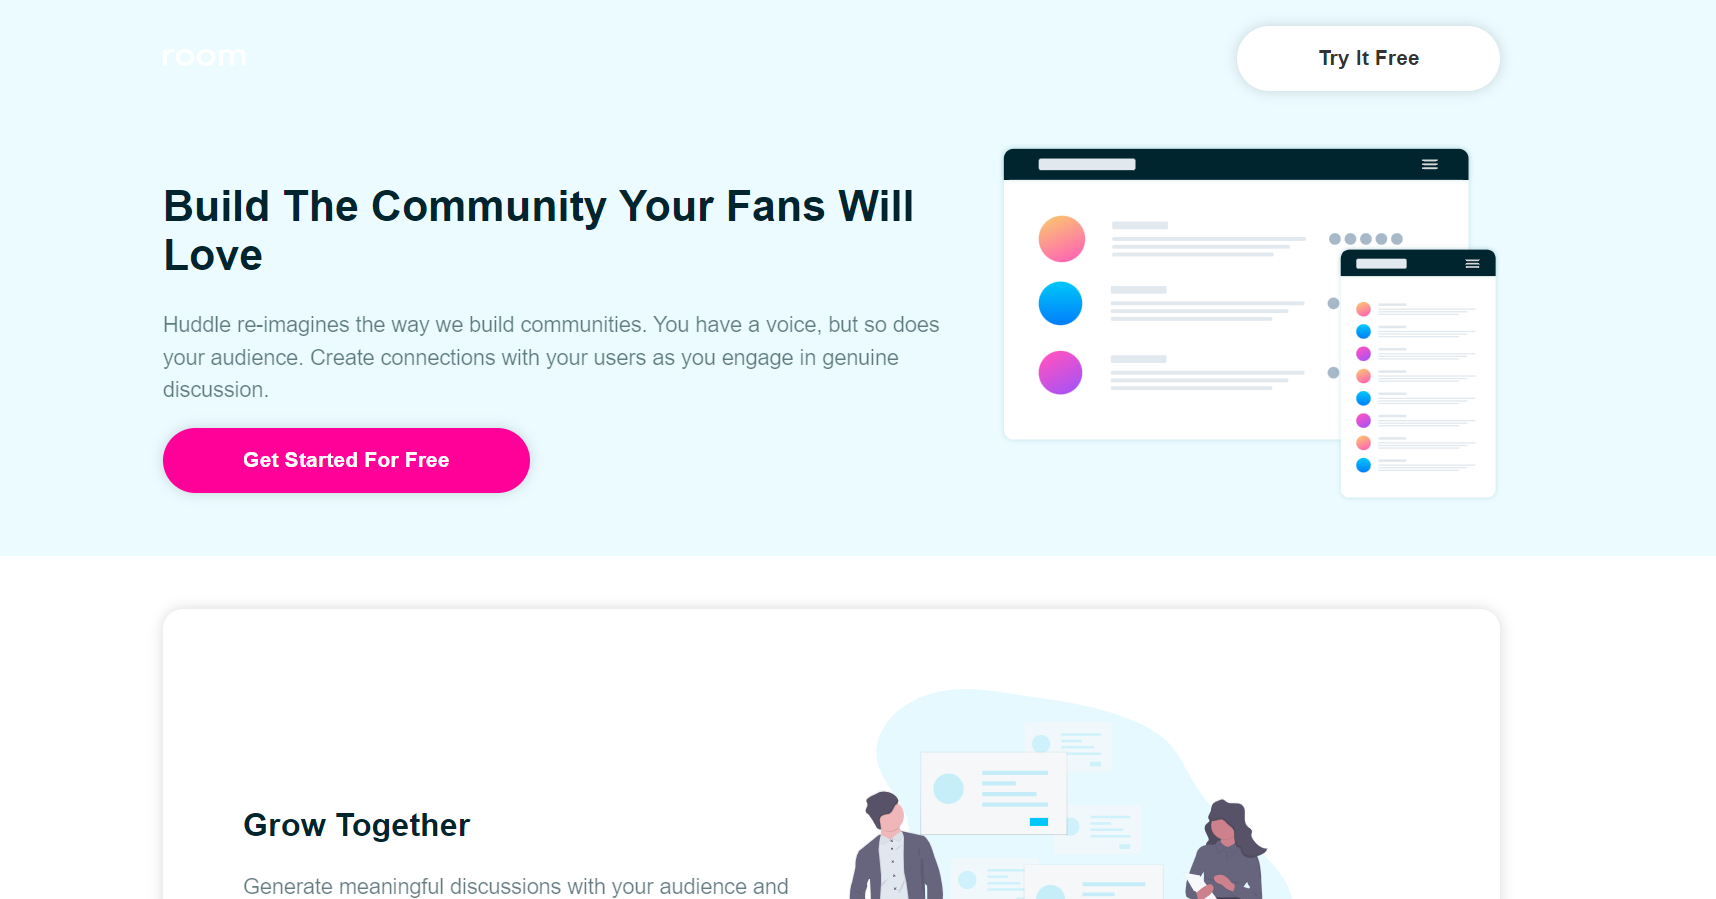 room
Try It Free
Build The Community Your Fans Will
Love
Huddle re-imagines the way we build communities. You have a voice, but so does
your audience. Create connections with your users as you engage in genuine
discussion.
Get Started For Free
Grow Together
Generate meaningful discussions with your audience and